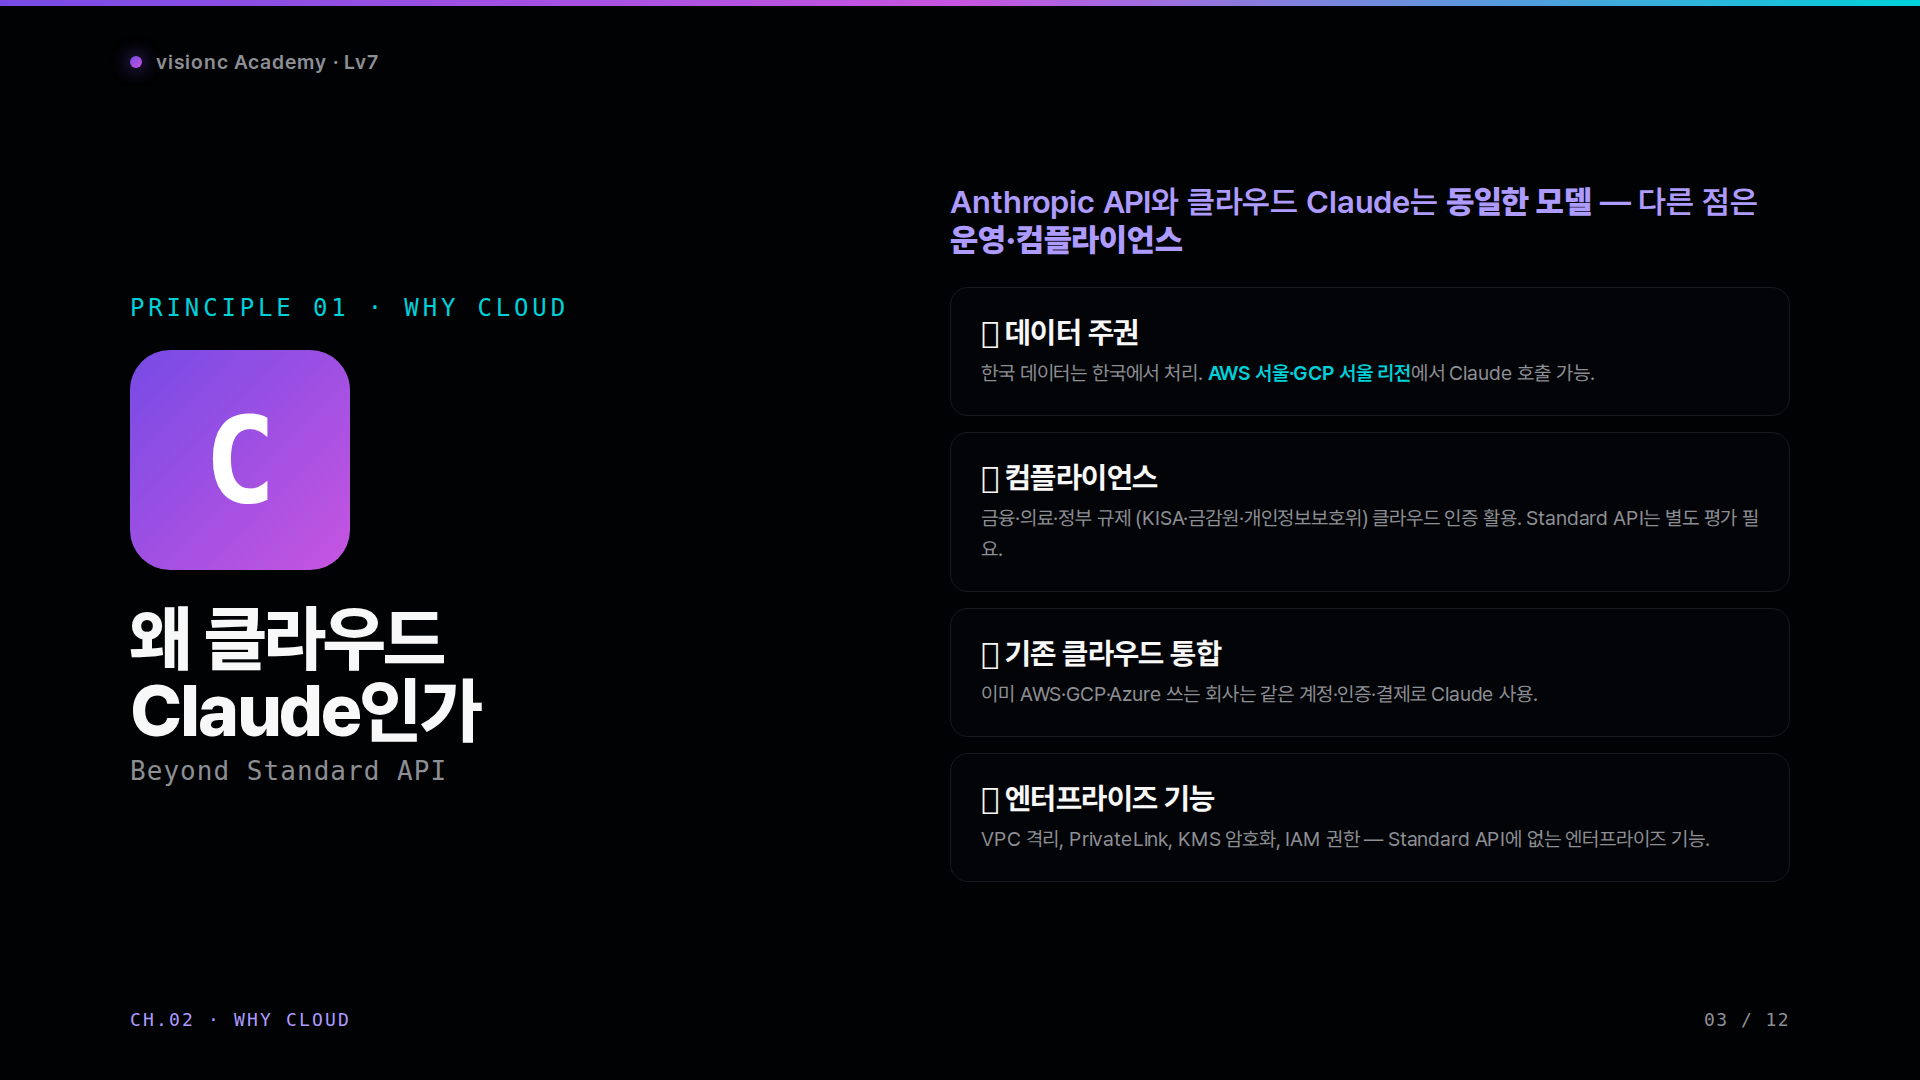 visionc Academy · Lv7
PRINCIPLE 01 · WHY CLOUD
C
왜 클라우드
Claude인가
Beyond Standard API
Anthropic API와 클라우드 Claude는 동일한 모델 — 다른 점은
운영·컴플라이언스
데이터 주권
한국 데이터는 한국에서 처리. AWS 서울·GCP 서울 리전에서 Claude 호출 가능.
컴플라이언스
금융·의료·정부 규제 (KISA·금감원·개인정보보호위) 클라우드 인증 활용. Standard API는 별도 평가 필
요.
기존 클라우드 통합
이미 AWS·GCP·Azure 쓰는 회사는 같은 계정·인증·결제로 Claude 사용.
엔터프라이즈 기능
VPC 격리, PrivateLink, KMS 암호화, IAM 권한 — Standard API에 없는 엔터프라이즈 기능.
CH.02 · WHY CLOUD
03 / 12